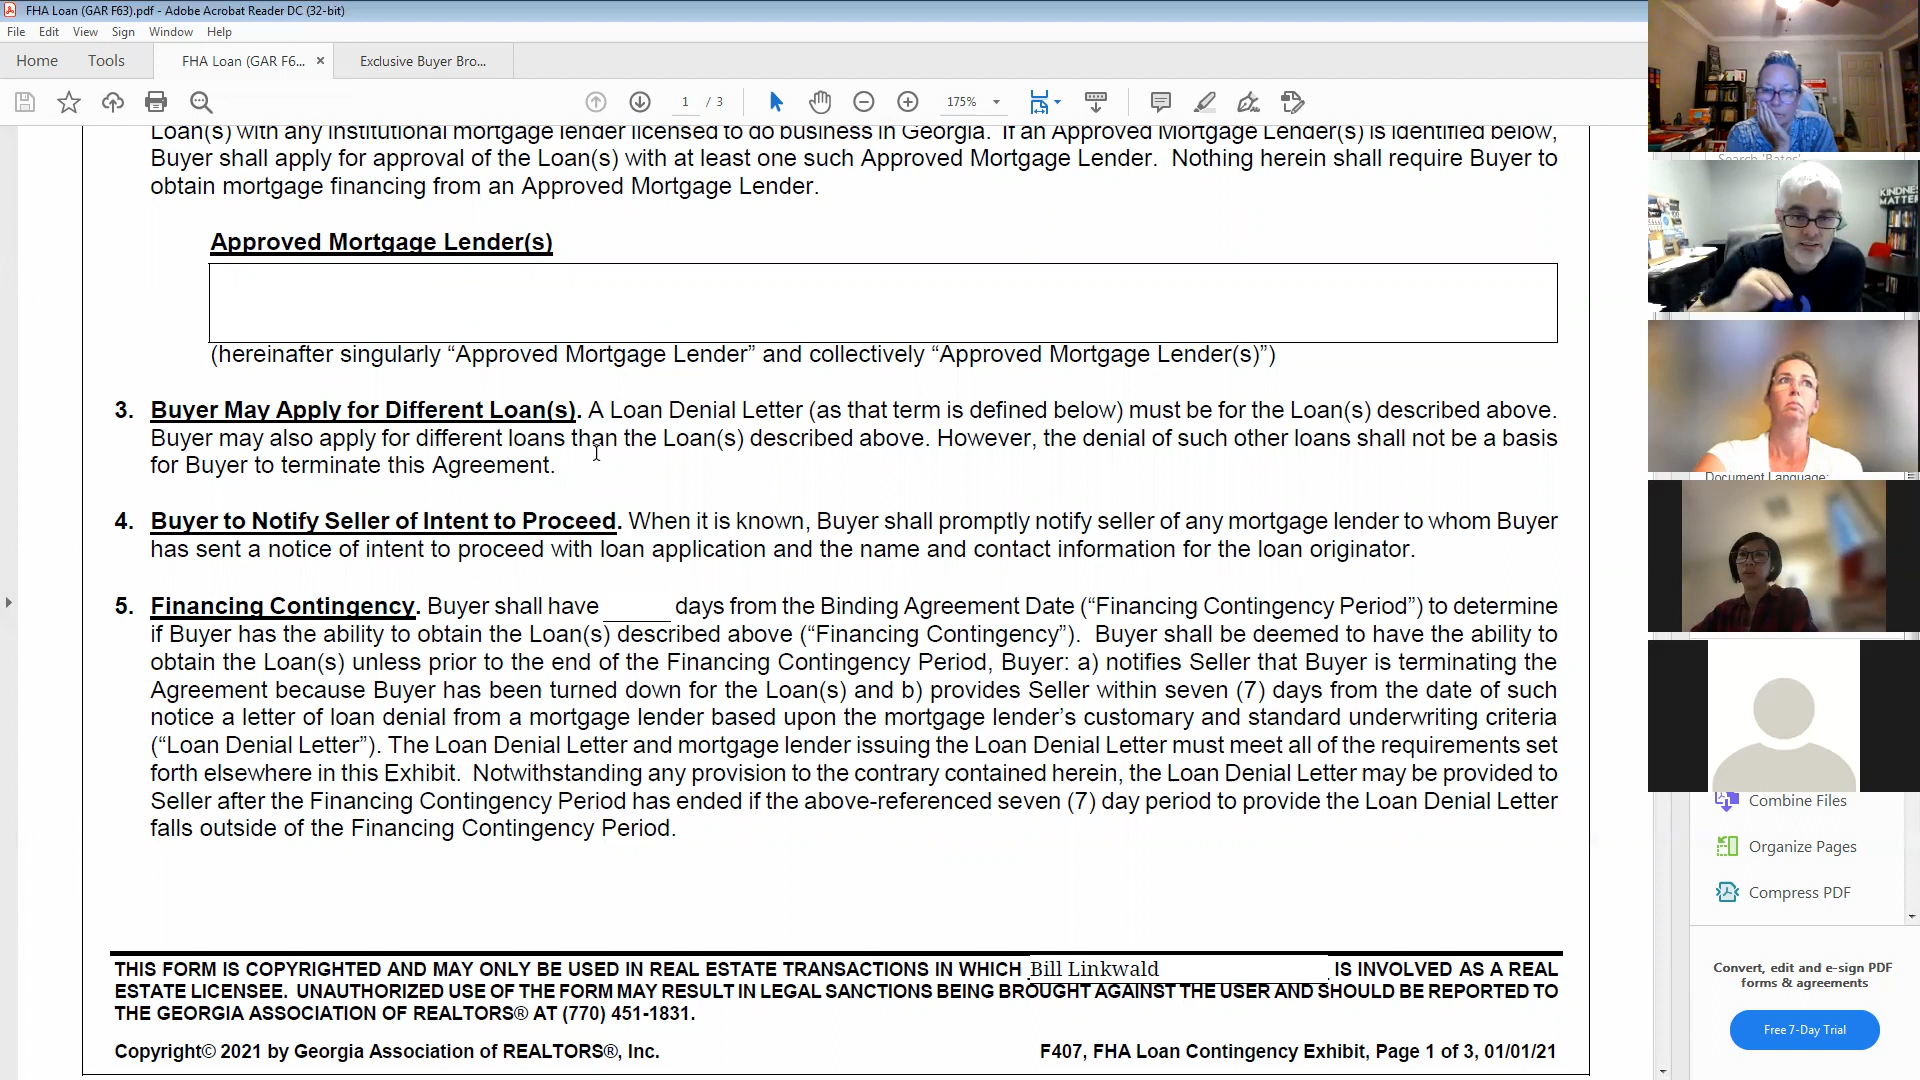 FHA Loan (GAR F63).pdf - Adobe Acrobat Reader DC (32-bit)
File Edit View Sign Window Help
Home Tools FHA Loan (GAR F6... × Exclusive Buyer Bro...
1 / 3 175%
Loan(s) with any institutional mortgage lender licensed to do business in Georgia. If an Approved Mortgage Lender(s) is identified below,
Buyer shall apply for approval of the Loan(s) with at least one such Approved Mortgage Lender. Nothing herein shall require Buyer to
obtain mortgage financing from an Approved Mortgage Lender.
Approved Mortgage Lender(s)
(hereinafter singularly “Approved Mortgage Lender” and collectively “Approved Mortgage Lender(s)”)
3. Buyer May Apply for Different Loan(s). A Loan Denial Letter (as that term is defined below) must be for the Loan(s) described above.
Buyer may also apply for different loans than the Loan(s) described above. However, the denial of such other loans shall not be a basis
for Buyer to terminate this Agreement.
4. Buyer to Notify Seller of Intent to Proceed. When it is known, Buyer shall promptly notify seller of any mortgage lender to whom Buyer
has sent a notice of intent to proceed with loan application and the name and contact information for the loan originator.
5. Financing Contingency. Buyer shall have ______ days from the Binding Agreement Date (“Financing Contingency Period”) to determine
if Buyer has the ability to obtain the Loan(s) described above (“Financing Contingency”). Buyer shall be deemed to have the ability to
obtain the Loan(s) unless prior to the end of the Financing Contingency Period, Buyer: a) notifies Seller that Buyer is terminating the
Agreement because Buyer has been turned down for the Loan(s) and b) provides Seller within seven (7) days from the date of such
notice a letter of loan denial from a mortgage lender based upon the mortgage lender’s customary and standard underwriting criteria
(“Loan Denial Letter”). The Loan Denial Letter and mortgage lender issuing the Loan Denial Letter must meet all of the requirements set
forth elsewhere in this Exhibit. Notwithstanding any provision to the contrary contained herein, the Loan Denial Letter may be provided to
Seller after the Financing Contingency Period has ended if the above-referenced seven (7) day period to provide the Loan Denial Letter
falls outside of the Financing Contingency Period.
THIS FORM IS COPYRIGHTED AND MAY ONLY BE USED IN REAL ESTATE TRANSACTIONS IN WHICH Bill Linkwald IS INVOLVED AS A REAL
ESTATE LICENSEE. UNAUTHORIZED USE OF THE FORM MAY RESULT IN LEGAL SANCTIONS BEING BROUGHT AGAINST THE USER AND SHOULD BE REPORTED TO
THE GEORGIA ASSOCIATION OF REALTORS® AT (770) 451-1831.
Copyright© 2021 by Georgia Association of REALTORS®, Inc. F407, FHA Loan Contingency Exhibit, Page 1 of 3, 01/01/21
Search 'Bates'
KINDNE
MATTER
Document Language:
Combine Files
Organize Pages
Compress PDF
Convert, edit and e-sign PDF
forms & agreements
Free 7-Day Trial